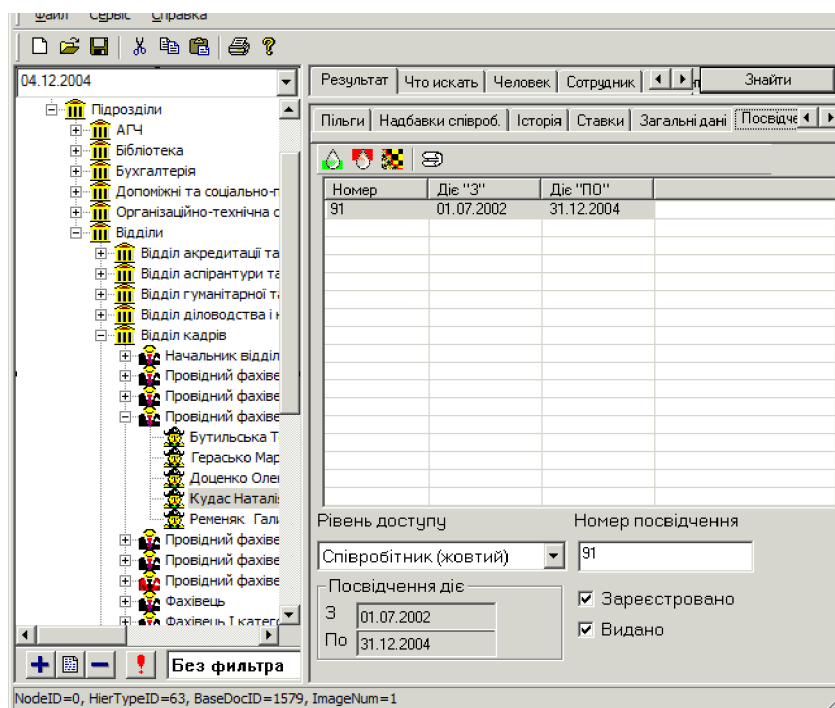 Файл Сервіс Справка
04.12.2004
Підрозділи
АГЧ
Бібліотека
Бухгалтерія
Допоміжні та соціально-г
Організаційно-технічна с
Відділи
Відділ акредитації та
Відділ аспірантури та
Відділ гуманітарної та
Відділ діловодства і
Відділ кадрів
Начальник відділ
Провідний фахіве
Провідний фахіве
Провідний фахіве
Бутильська Т
Герасько Мар
Доценко Оле
Кудас Наталі
Ременяк Гали
Провідний фахіве
Провідний фахіве
Провідний фахіве
Фахівець
Фахівець І катего
Без фильтра
Результат Что искать Человек Сотрудник Знайти
Пільги Надбавки співроб. Історія Ставки Загальні дані Посвідче
Номер Діє "З" Діє "ПО"
91 01.07.2002 31.12.2004
Рівень доступу Номер посвідчення
Співробітник (жовтий) 91
Посвідчення діє
З 01.07.2002
По 31.12.2004
Зареєстровано
Видано
NodeID=0, HierTypeID=63, BaseDocID=1579, ImageNum=1